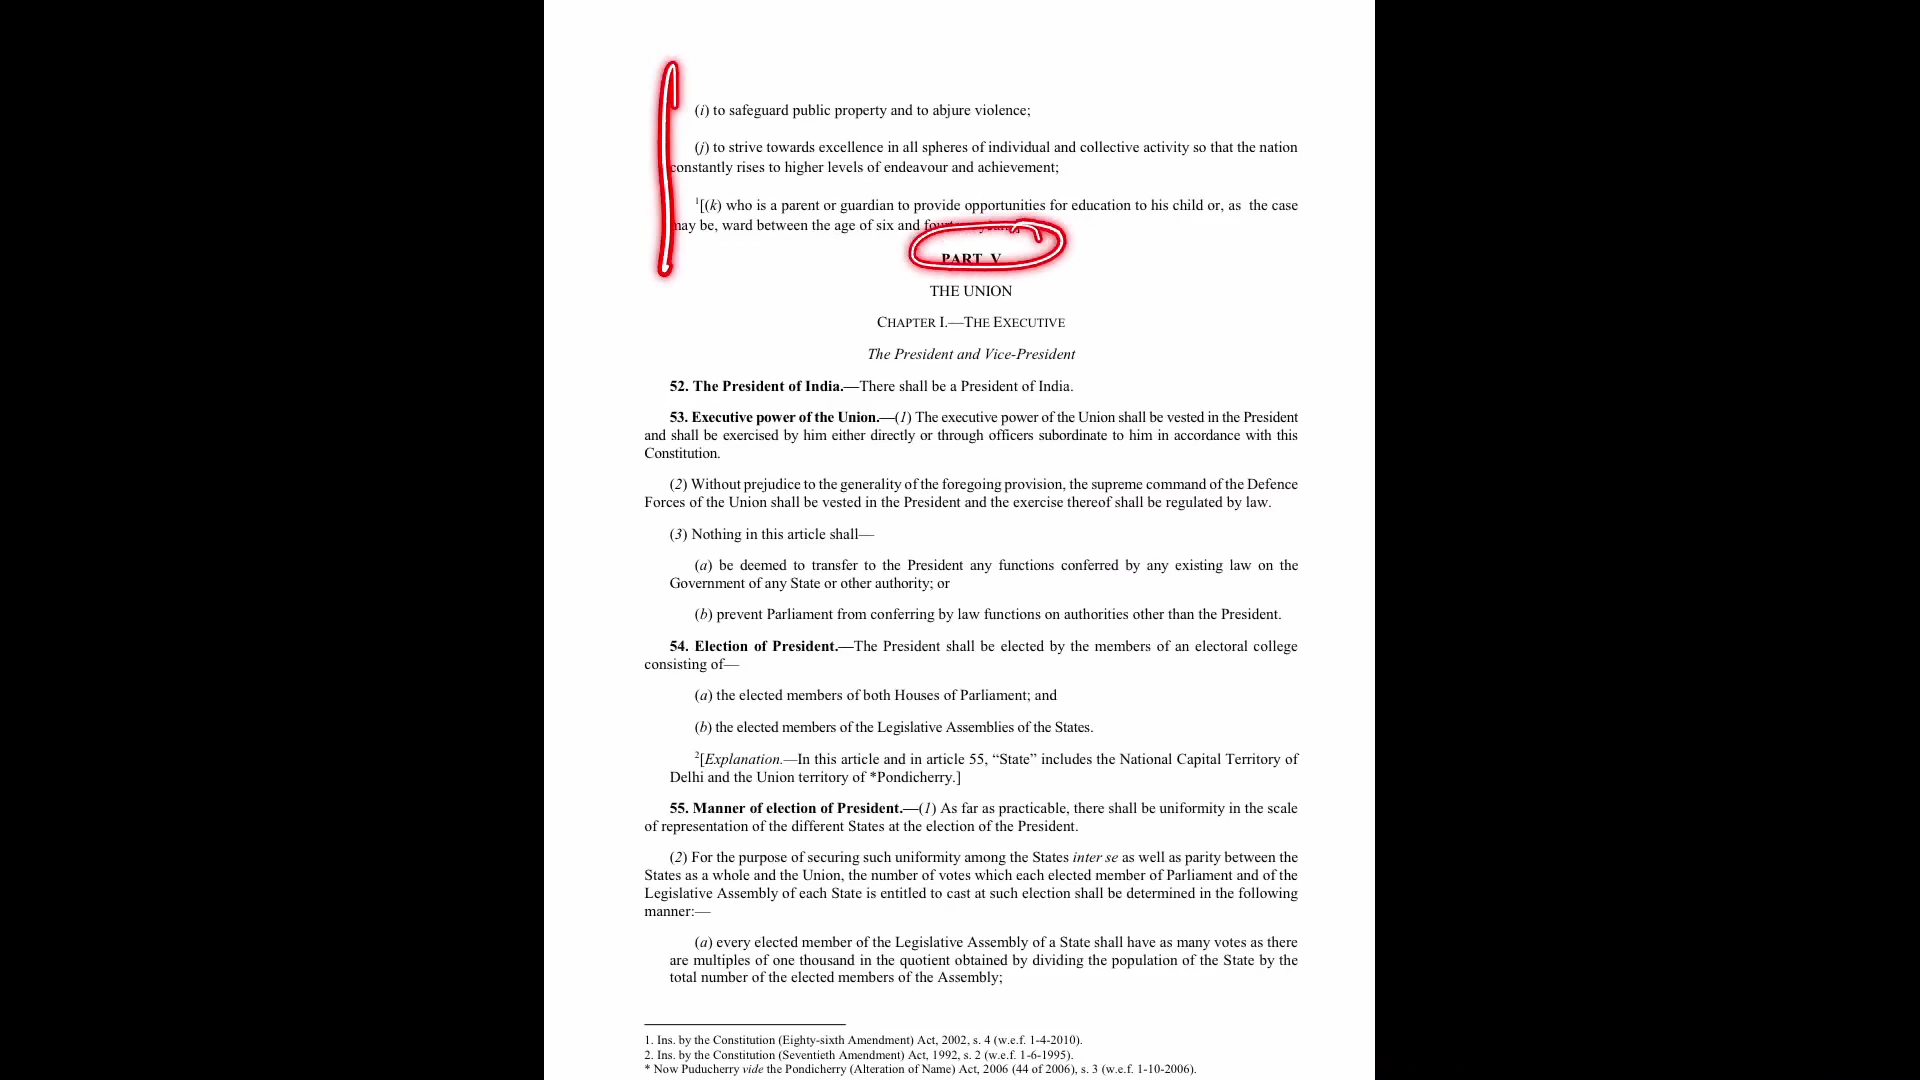 (i) to safeguard public property and to abjure violence;
(j) to strive towards excellence in all spheres of individual and collective activity so that the nation
constantly rises to higher levels of endeavour and achievement;
1[(k) who is a parent or guardian to provide opportunities for education to his child or, as the case
may be, ward between the age of six and
PART V
THE UNION
CHAPTER I.—THE EXECUTIVE
The President and Vice-President
52. The President of India.—There shall be a President of India.
53. Executive power of the Union.—(1) The executive power of the Union shall be vested in the President
and shall be exercised by him either directly or through officers subordinate to him in accordance with this
Constitution.
(2) Without prejudice to the generality of the foregoing provision, the supreme command of the Defence
Forces of the Union shall be vested in the President and the exercise thereof shall be regulated by law.
(3) Nothing in this article shall—
(a) be deemed to transfer to the President any functions conferred by any existing law on the
Government of any State or other authority; or
(b) prevent Parliament from conferring by law functions on authorities other than the President.
54. Election of President.—The President shall be elected by the members of an electoral college
consisting of—
(a) the elected members of both Houses of Parliament; and
(b) the elected members of the Legislative Assemblies of the States.
2[Explanation.—In this article and in article 55, “State” includes the National Capital Territory of
Delhi and the Union territory of *Pondicherry.]
55. Manner of election of President.—(1) As far as practicable, there shall be uniformity in the scale
of representation of the different States at the election of the President.
(2) For the purpose of securing such uniformity among the States inter se as well as parity between the
States as a whole and the Union, the number of votes which each elected member of Parliament and of the
Legislative Assembly of each State is entitled to cast at such election shall be determined in the following
manner:—
(a) every elected member of the Legislative Assembly of a State shall have as many votes as there
are multiples of one thousand in the quotient obtained by dividing the population of the State by the
total number of the elected members of the Assembly;
1. Ins. by the Constitution (Eighty-sixth Amendment) Act, 2002, s. 4 (w.e.f. 1-4-2010).
2. Ins. by the Constitution (Seventieth Amendment) Act, 1992, s. 2 (w.e.f. 1-6-1995).
* Now Puducherry vide the Pondicherry (Alteration of Name) Act, 2006 (44 of 2006), s. 3 (w.e.f. 1-10-2006).